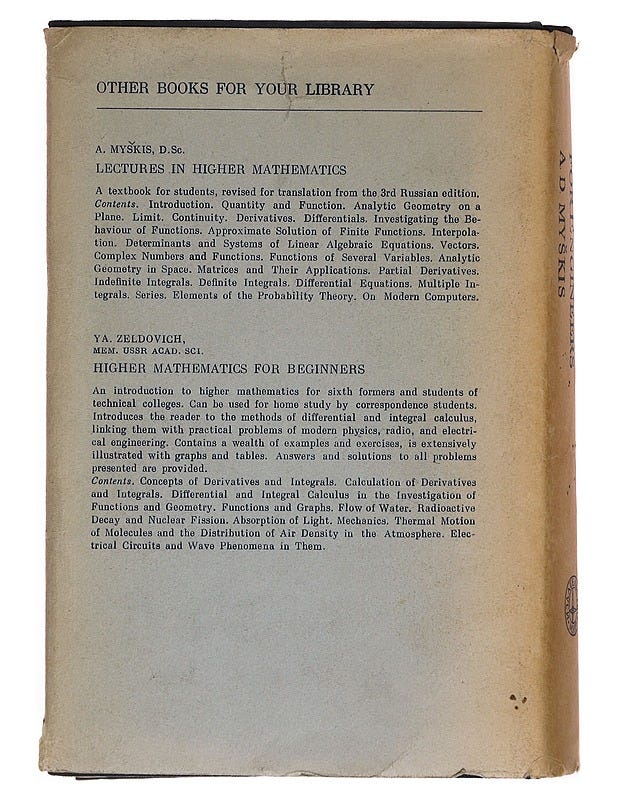 OTHER BOOKS FOR YOUR LIBRARY
A. MYŠKIS, D.Sc.
LECTURES IN HIGHER MATHEMATICS
A textbook for students, revised for translation from the 3rd Russian edition.
Contents. Introduction. Quantity and Function. Analytic Geometry on a
Plane. Limit. Continuity. Derivatives. Differentials. Investigating the Be-
haviour of Functions. Approximate Solution of Finite Functions. Interpola-
tion. Determinants and Systems of Linear Algebraic Equations. Vectors.
Complex Numbers and Functions. Functions of Several Variables. Analytic
Geometry in Space. Matrices and Their Applications. Partial Derivatives.
Indefinite Integrals. Definite Integrals. Differential Equations. Multiple In-
tegrals. Series. Elements of the Probability Theory. On Modern Computers.
YA. ZELDOVICH,
MEM. USSR ACAD. SCI.
HIGHER MATHEMATICS FOR BEGINNERS
An introduction to higher mathematics for sixth formers and students of
technical colleges. Can be used for home study by correspondence students.
Introduces the reader to the methods of differential and integral calculus,
linking them with practical problems of modern physics, radio, and electri-
cal engineering. Contains a wealth of examples and exercises, is extensively
illustrated with graphs and tables. Answers and solutions to all problems
presented are provided.
Contents. Concepts of Derivatives and Integrals. Calculation of Derivatives
and Integrals. Differential and Integral Calculus in the Investigation of
Functions and Geometry. Functions and Graphs. Flow of Water. Radioactive
Decay and Nuclear Fission. Absorption of Light. Mechanics. Thermal Motion
of Molecules and the Distribution of Air Density in the Atmosphere. Elec-
trical Circuits and Wave Phenomena in Them.
ENGINEERS
A D MYŠKIS